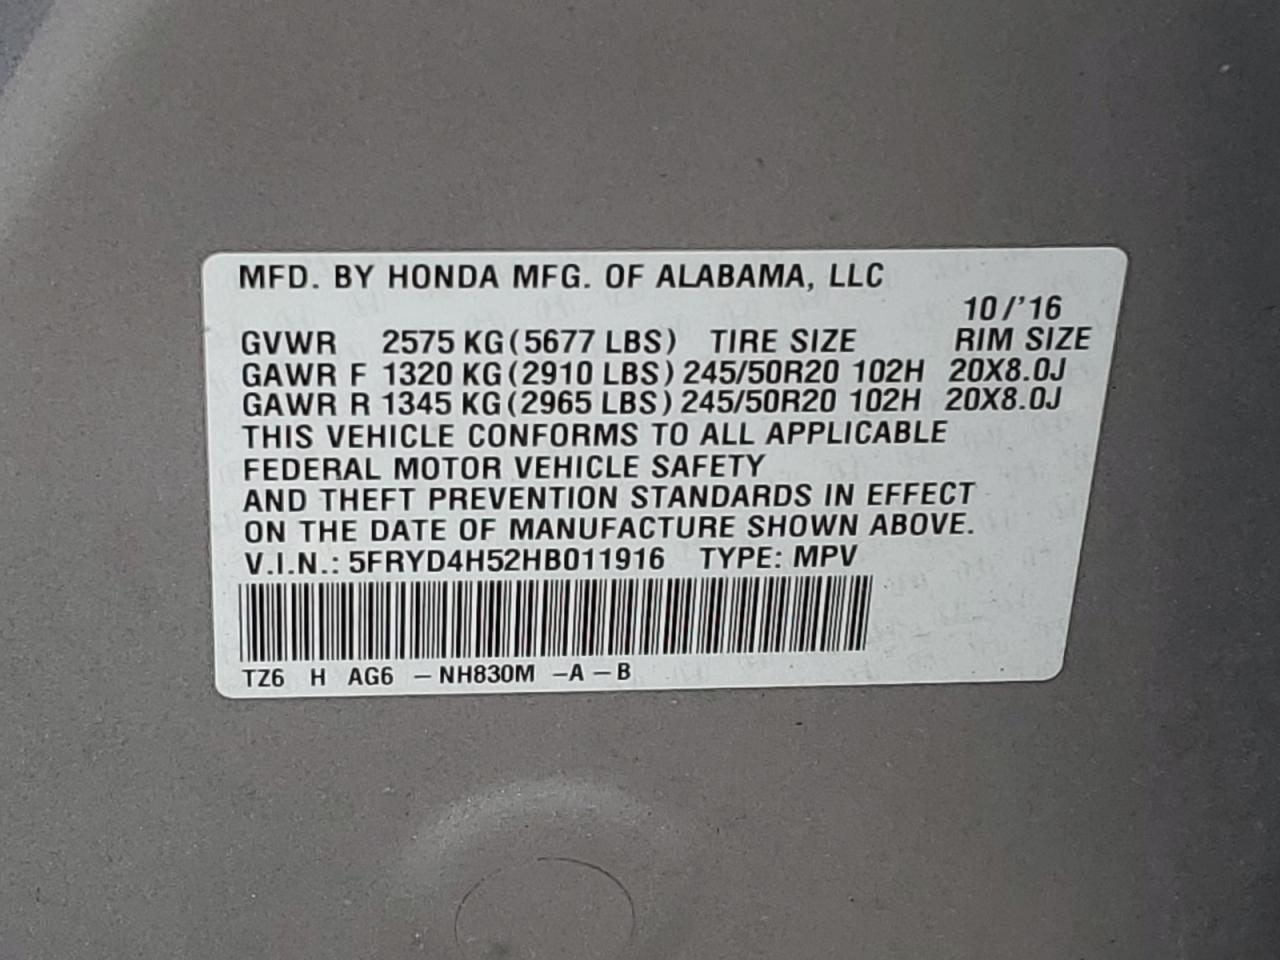 MFD. BY HONDA MFG. OF ALABAMA, LLC
10/'16
GVWR 2575 KG(5677 LBS) TIRE SIZE RIM SIZE
GAWR F 1320 KG(2910 LBS) 245/50R20 102H 20X8.0J
GAWR R 1345 KG(2965 LBS) 245/50R20 102H 20X8.0J
THIS VEHICLE CONFORMS TO ALL APPLICABLE
FEDERAL MOTOR VEHICLE SAFETY
AND THEFT PREVENTION STANDARDS IN EFFECT
ON THE DATE OF MANUFACTURE SHOWN ABOVE.
V.I.N.: 5FRYD4H52HB011916 TYPE: MPV
TZ6 H AG6 – NH830M –A – B